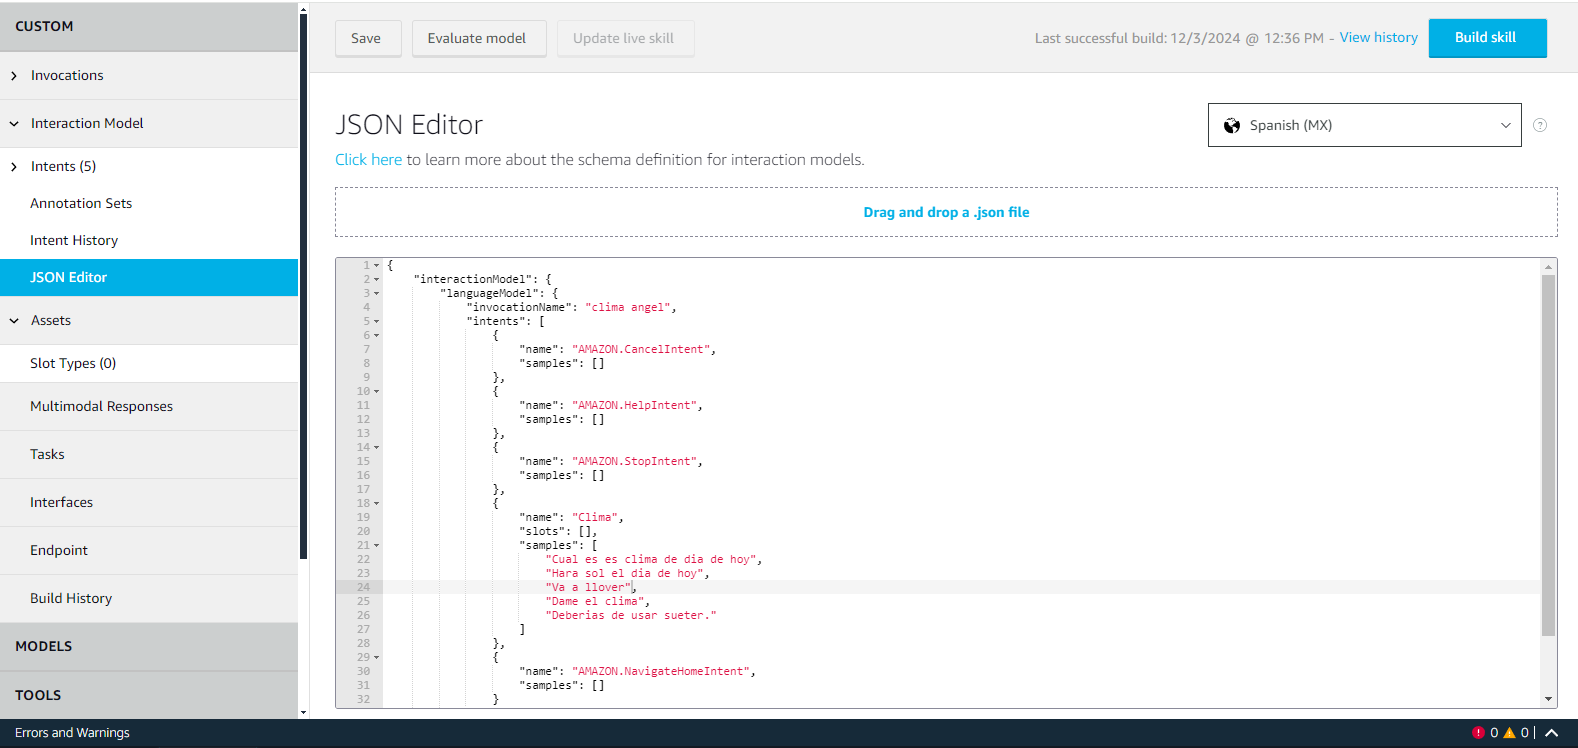 CUSTOM
Invocations
Interaction Model
Intents (5)
Annotation Sets
Intent History
JSON Editor
Assets
Slot Types (0)
Multimodal Responses
Tasks
Interfaces
Endpoint
Build History
MODELS
TOOLS
Save
Evaluate model
Update live skill
Last successful build: 12/3/2024 @ 12:36 PM - View history
Build skill
JSON Editor
Spanish (MX)
?
Click here to learn more about the schema definition for interaction models.
Drag and drop a .json file
1 {
2 "interactionModel": {
3 "languageModel": {
4 "invocationName": "clima angel",
5 "intents": [
6 {
7 "name": "AMAZON.CancelIntent",
8 "samples": []
9 },
10 {
11 "name": "AMAZON.HelpIntent",
12 "samples": []
13 },
14 {
15 "name": "AMAZON.StopIntent",
16 "samples": []
17 },
18 {
19 "name": "Clima",
20 "slots": [],
21 "samples": [
22 "Cual es es clima de dia de hoy",
23 "Hara sol el dia de hoy",
24 "Va a llover",
25 "Dame el clima",
26 "Deberias de usar sueter."
27 ]
28 },
29 {
30 "name": "AMAZON.NavigateHomeIntent",
31 "samples": []
32 }
Errors and Warnings
! 0 ! 0 |